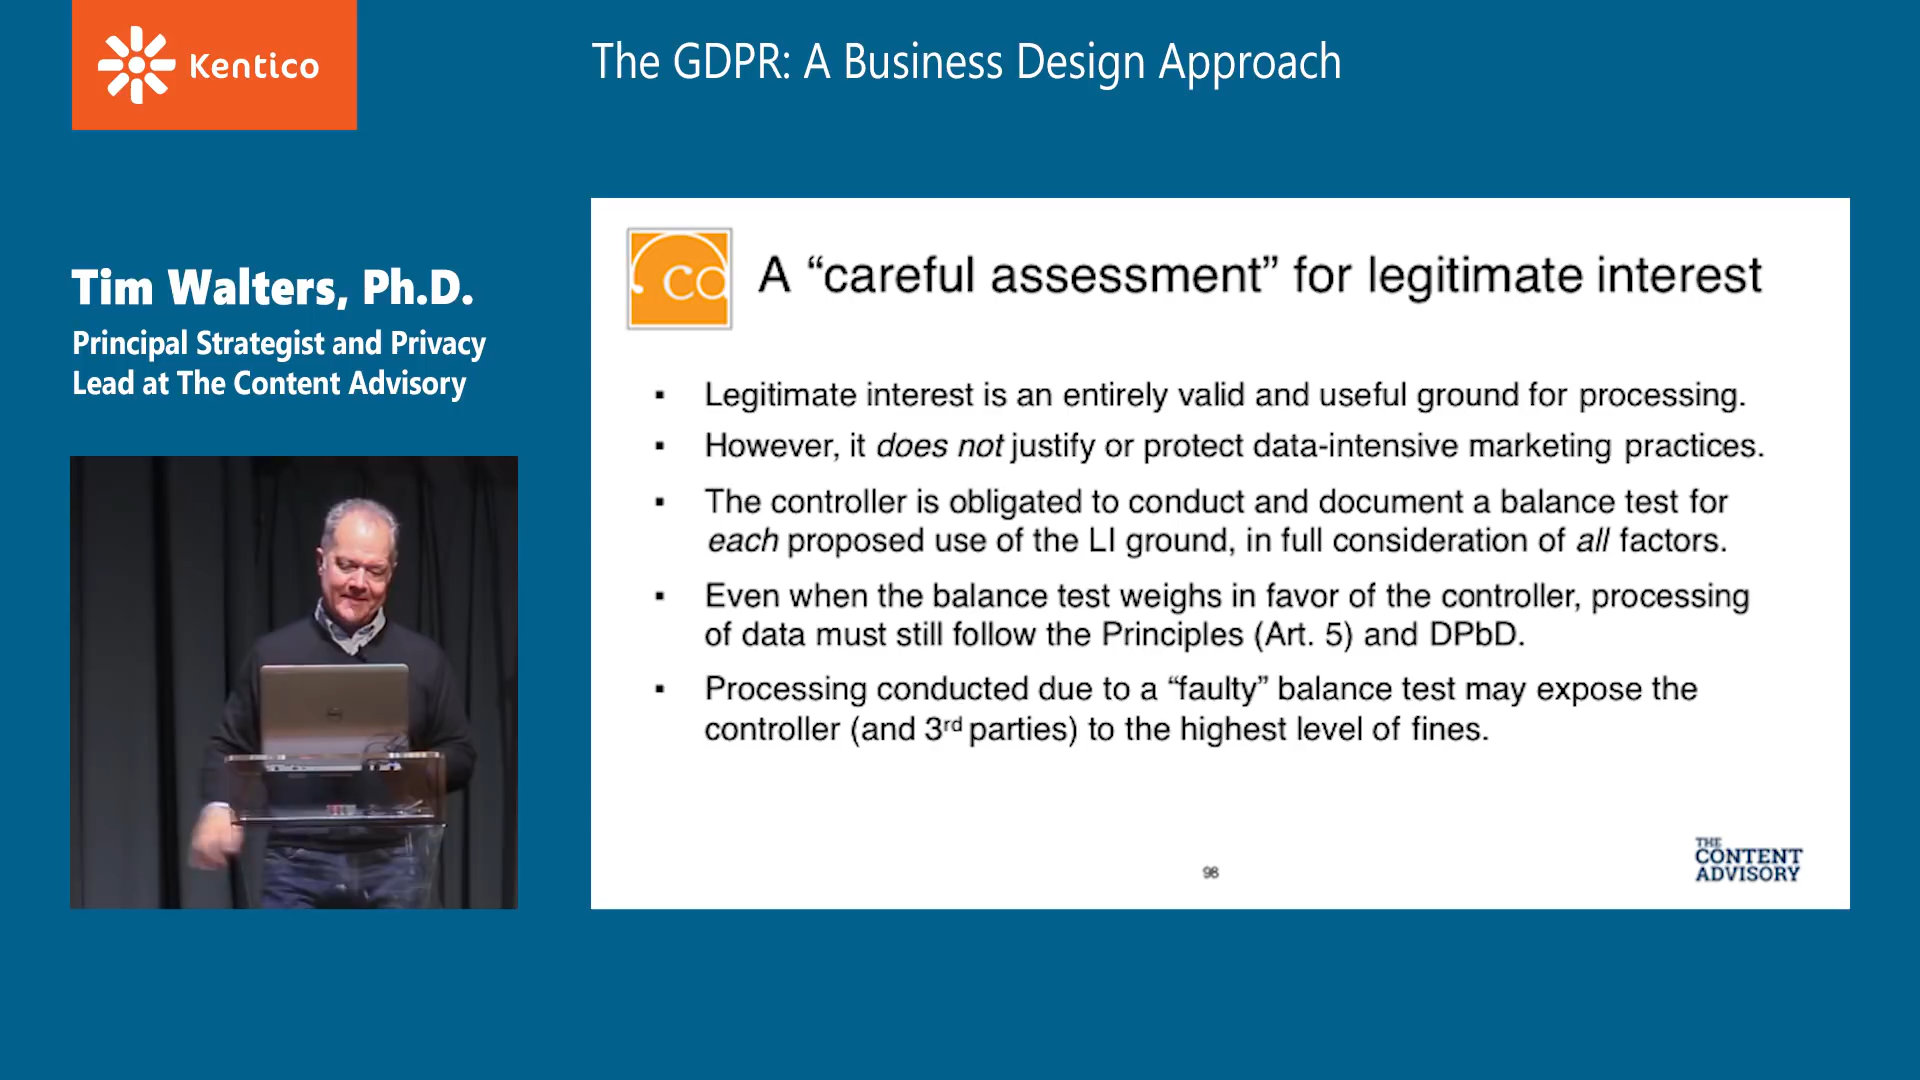 Kentico
The GDPR: A Business Design Approach
Tim Walters, Ph.D.
Principal Strategist and Privacy
Lead at The Content Advisory
ca
A “careful assessment” for legitimate interest
▪ Legitimate interest is an entirely valid and useful ground for processing.
▪ However, it does not justify or protect data-intensive marketing practices.
▪ The controller is obligated to conduct and document a balance test for
each proposed use of the LI ground, in full consideration of all factors.
▪ Even when the balance test weighs in favor of the controller, processing
of data must still follow the Principles (Art. 5) and DPbD.
▪ Processing conducted due to a “faulty” balance test may expose the
controller (and 3rd parties) to the highest level of fines.
98
THE
CONTENT
ADVISORY